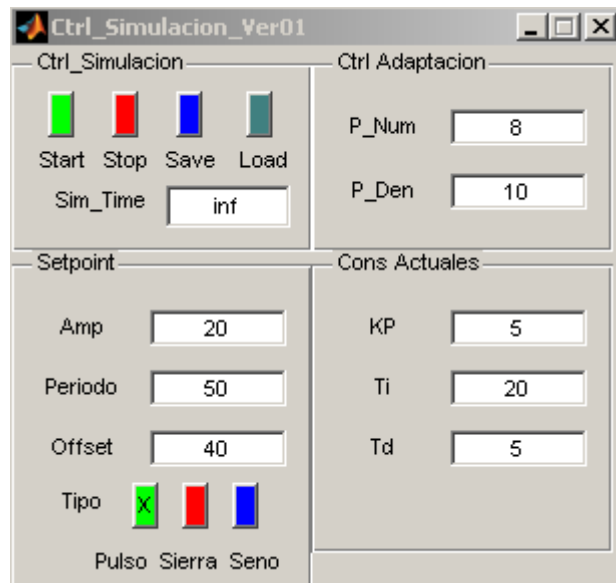 Ctrl_Simulacion_Ver01
Ctrl_Simulacion
Start Stop Save Load
Sim_Time inf
Ctrl Adaptacion
P_Num 8
P_Den 10
Setpoint
Amp 20
Periodo 50
Offset 40
Tipo X
Pulso Sierra Seno
Cons Actuales
KP 5
Ti 20
Td 5